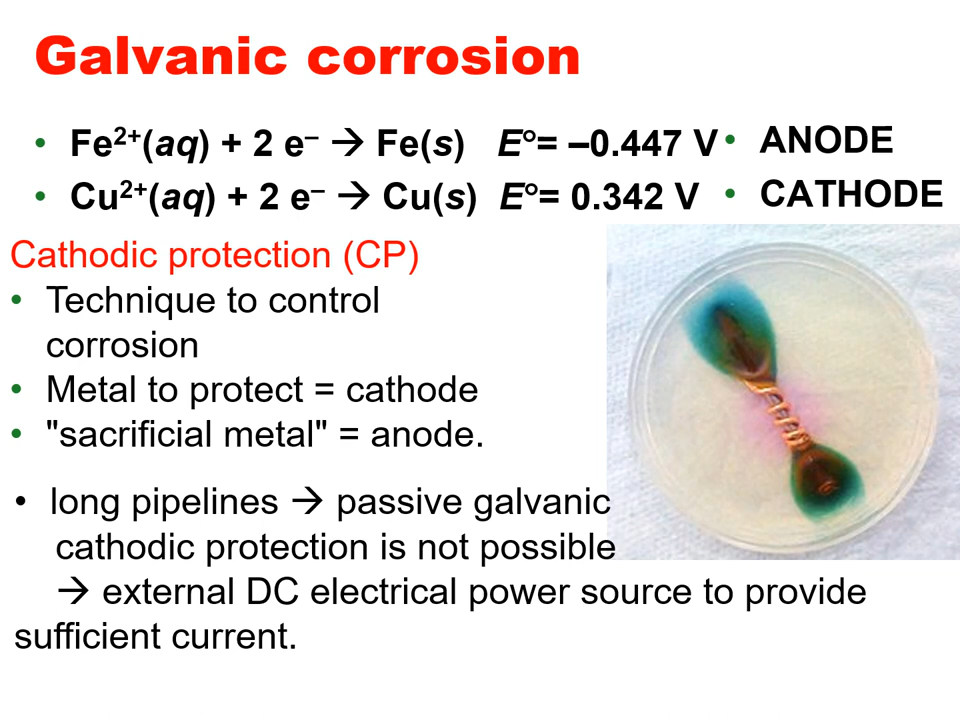 Galvanic corrosion
• Fe²⁺(aq) + 2 e⁻ → Fe(s) E°= –0.447 V • ANODE
• Cu²⁺(aq) + 2 e⁻ → Cu(s) E°= 0.342 V • CATHODE
Cathodic protection (CP)
• Technique to control
corrosion
• Metal to protect = cathode
• "sacrificial metal" = anode.
• long pipelines → passive galvanic
cathodic protection is not possible
→ external DC electrical power source to provide
sufficient current.